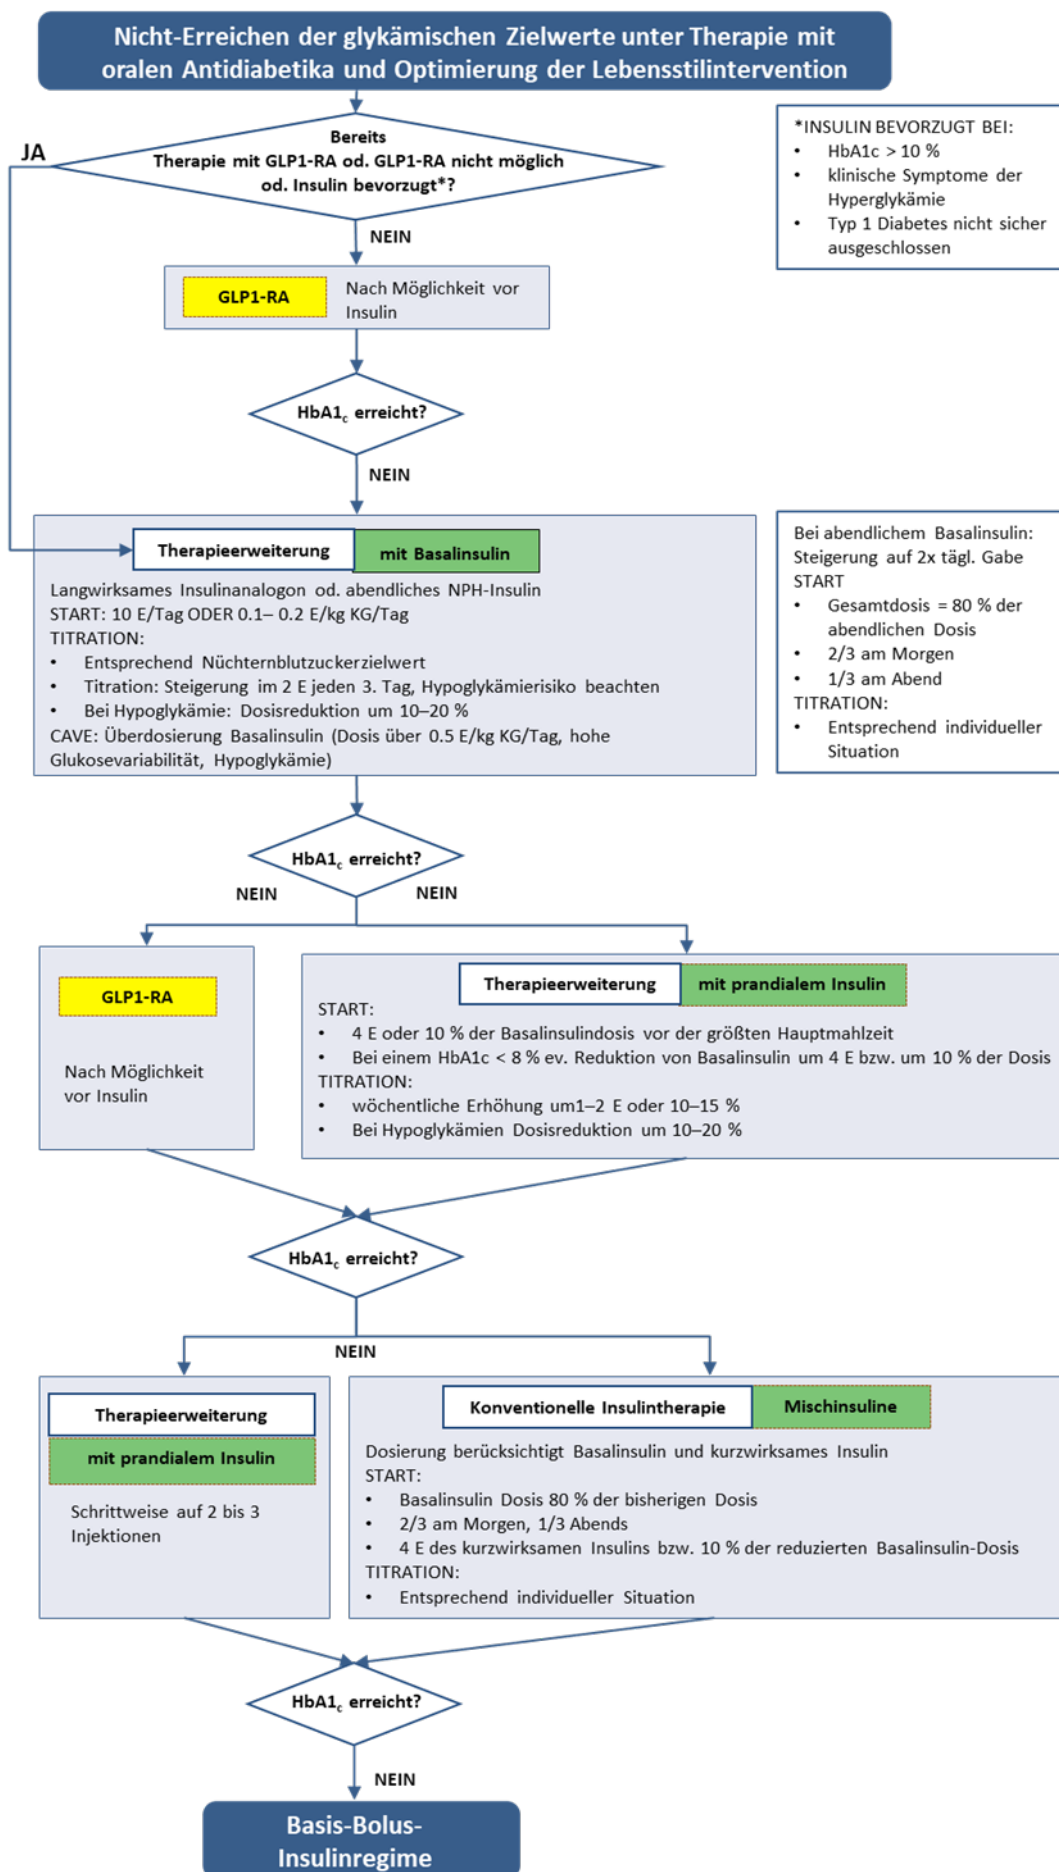 Nicht-Erreichen der glykämischen Zielwerte unter Therapie mit
oralen Antidiabetika und Optimierung der Lebensstilintervention
Bereits
Therapie mit GLP1-RA od. GLP1-RA nicht möglich
od. Insulin bevorzugt*?
JA
NEIN
*INSULIN BEVORZUGT BEI:
• HbA1c > 10 %
• klinische Symptome der
Hyperglykämie
• Typ 1 Diabetes nicht sicher
ausgeschlossen
GLP1-RA
Nach Möglichkeit vor
Insulin
HbA1c erreicht?
NEIN
Therapieerweiterung
mit Basalinsulin
Langwirksames Insulinanalogon od. abendliches NPH-Insulin
START: 10 E/Tag ODER 0.1– 0.2 E/kg KG/Tag
TITRATION:
• Entsprechend Nüchternblutzuckerzielwert
• Titration: Steigerung im 2 E jeden 3. Tag, Hypoglykämierisiko beachten
• Bei Hypoglykämie: Dosisreduktion um 10–20 %
CAVE: Überdosierung Basalinsulin (Dosis über 0.5 E/kg KG/Tag, hohe
Glukosevariabilität, Hypoglykämie)
Bei abendlichem Basalinsulin:
Steigerung auf 2x tägl. Gabe
START
• Gesamtdosis = 80 % der
abendlichen Dosis
• 2/3 am Morgen
• 1/3 am Abend
TITRATION:
• Entsprechend individueller
Situation
HbA1c erreicht?
NEIN
NEIN
GLP1-RA
Nach Möglichkeit
vor Insulin
Therapieerweiterung
mit prandialem Insulin
START:
• 4 E oder 10 % der Basalinsulindosis vor der größten Hauptmahlzeit
• Bei einem HbA1c < 8 % ev. Reduktion von Basalinsulin um 4 E bzw. um 10 % der Dosis
TITRATION:
• wöchentliche Erhöhung um1–2 E oder 10–15 %
• Bei Hypoglykämien Dosisreduktion um 10–20 %
HbA1c erreicht?
NEIN
Therapieerweiterung
mit prandialem Insulin
Schrittweise auf 2 bis 3
Injektionen
Konventionelle Insulintherapie
Mischinsuline
Dosierung berücksichtigt Basalinsulin und kurzwirksames Insulin
START:
• Basalinsulin Dosis 80 % der bisherigen Dosis
• 2/3 am Morgen, 1/3 Abends
• 4 E des kurzwirksamen Insulins bzw. 10 % der reduzierten Basalinsulin-Dosis
TITRATION:
• Entsprechend individueller Situation
HbA1c erreicht?
NEIN
Basis-Bolus-
Insulinregime